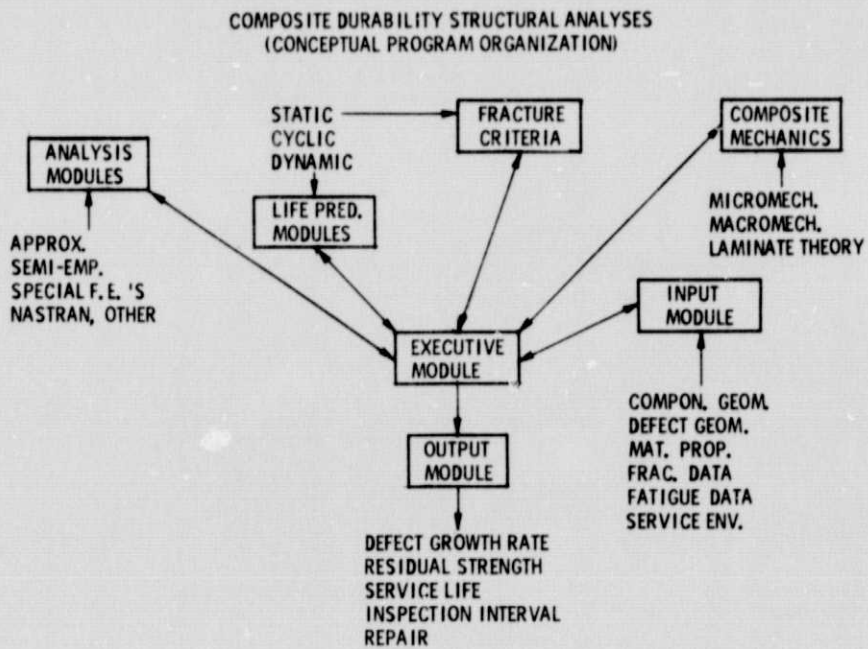 COMPOSITE DURABILITY STRUCTURAL ANALYSES
(CONCEPTUAL PROGRAM ORGANIZATION)
ANALYSIS
MODULES
APPROX.
SEMI-EMP.
SPECIAL F.E.'S
NASTRAN, OTHER
STATIC
CYCLIC
DYNAMIC
LIFE PRED.
MODULES
FRACTURE
CRITERIA
COMPOSITE
MECHANICS
MICROMECH.
MACROMECH.
LAMINATE THEORY
INPUT
MODULE
COMPON. GEOM.
DEFECT GEOM.
MAT. PROP.
FRAC. DATA
FATIGUE DATA
SERVICE ENV.
EXECUTIVE
MODULE
OUTPUT
MODULE
DEFECT GROWTH RATE
RESIDUAL STRENGTH
SERVICE LIFE
INSPECTION INTERVAL
REPAIR